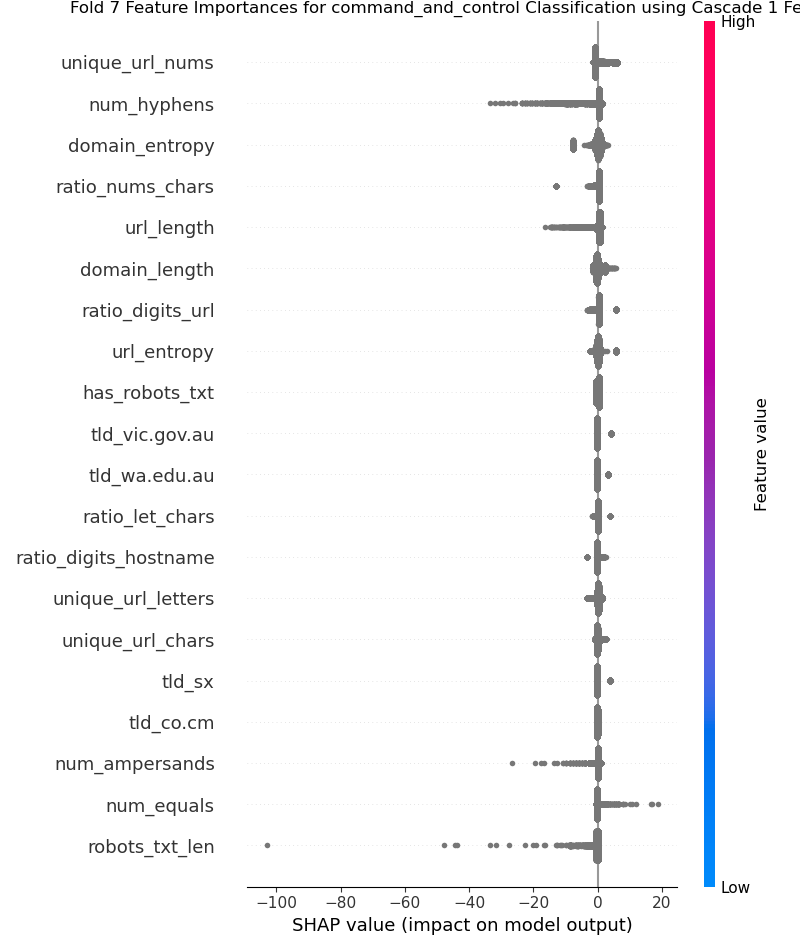 Fold 7 Feature Importances for command_and_control Classification using Cascade 1 Fe
High
unique_url_nums
num_hyphens
domain_entropy
ratio_nums_chars
url_length
domain_length
ratio_digits_url
url_entropy
has_robots_txt
tld_vic.gov.au
tld_wa.edu.au
ratio_let_chars
ratio_digits_hostname
unique_url_letters
unique_url_chars
tld_sx
tld_co.cm
num_ampersands
num_equals
robots_txt_len
Feature value
Low
−100 −80 −60 −40 −20 0 20
SHAP value (impact on model output)